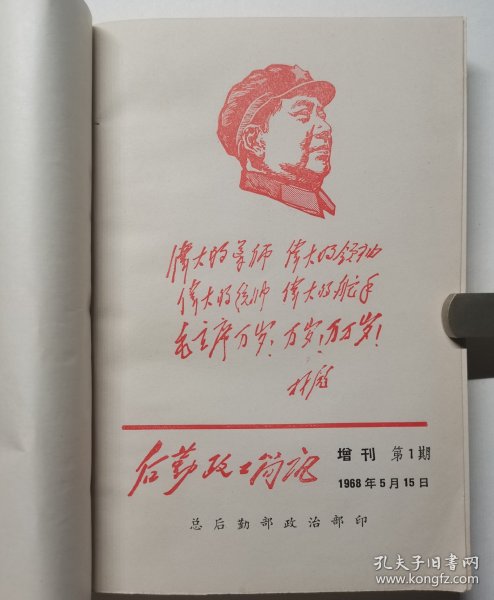 伟大的导师 伟大的领袖
伟大的统帅 伟大的舵手
毛主席万岁!万岁!万万岁!
林彪
后勤政工简讯
增刊 第1期
1968年5月15日
总后勤部政治部印
孔夫子旧书网
www.kongfz.com